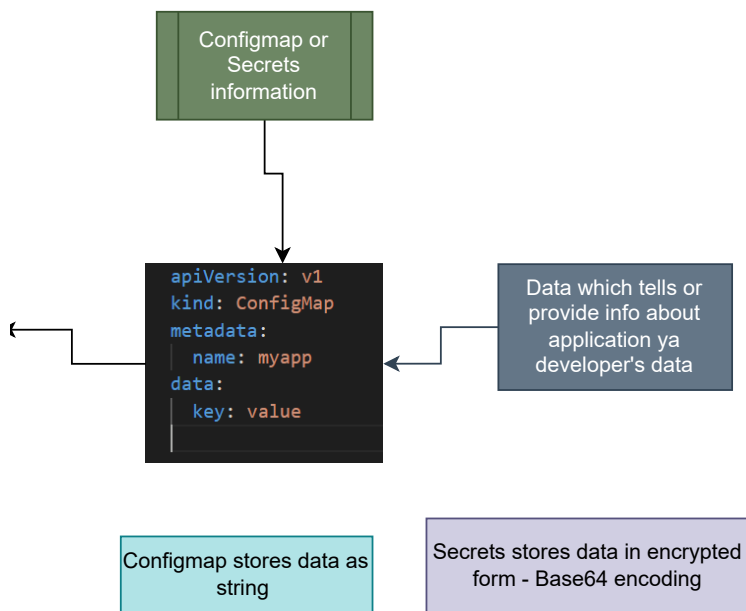 Configmap or
Secrets
information
apiVersion: v1
kind: ConfigMap
metadata:
name: myapp
data:
key: value
Data which tells or
provide info about
application ya
developer's data
Configmap stores data as
string
Secrets stores data in encrypted
form - Base64 encoding